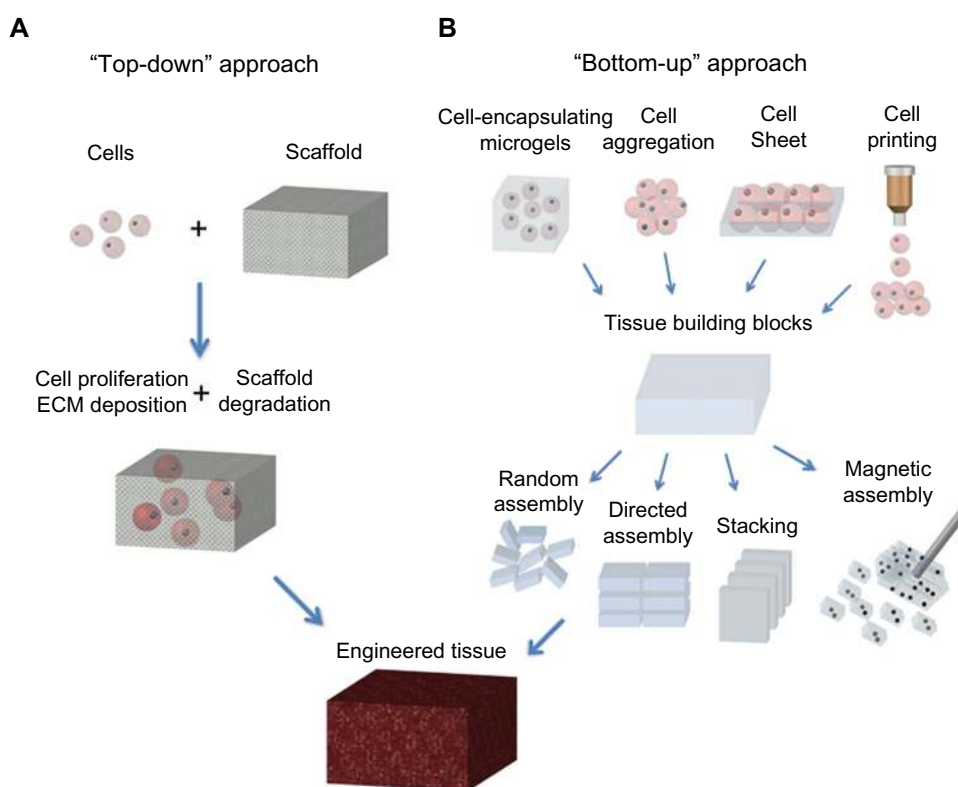 A
"Top-down" approach
Cells
Scaffold
+
Cell proliferation
ECM deposition
+
Scaffold
degradation
B
"Bottom-up" approach
Cell-encapsulating
microgels
Cell
aggregation
Cell
Sheet
Cell
printing
Tissue building blocks
Random
assembly
Directed
assembly
Stacking
Magnetic
assembly
Engineered tissue